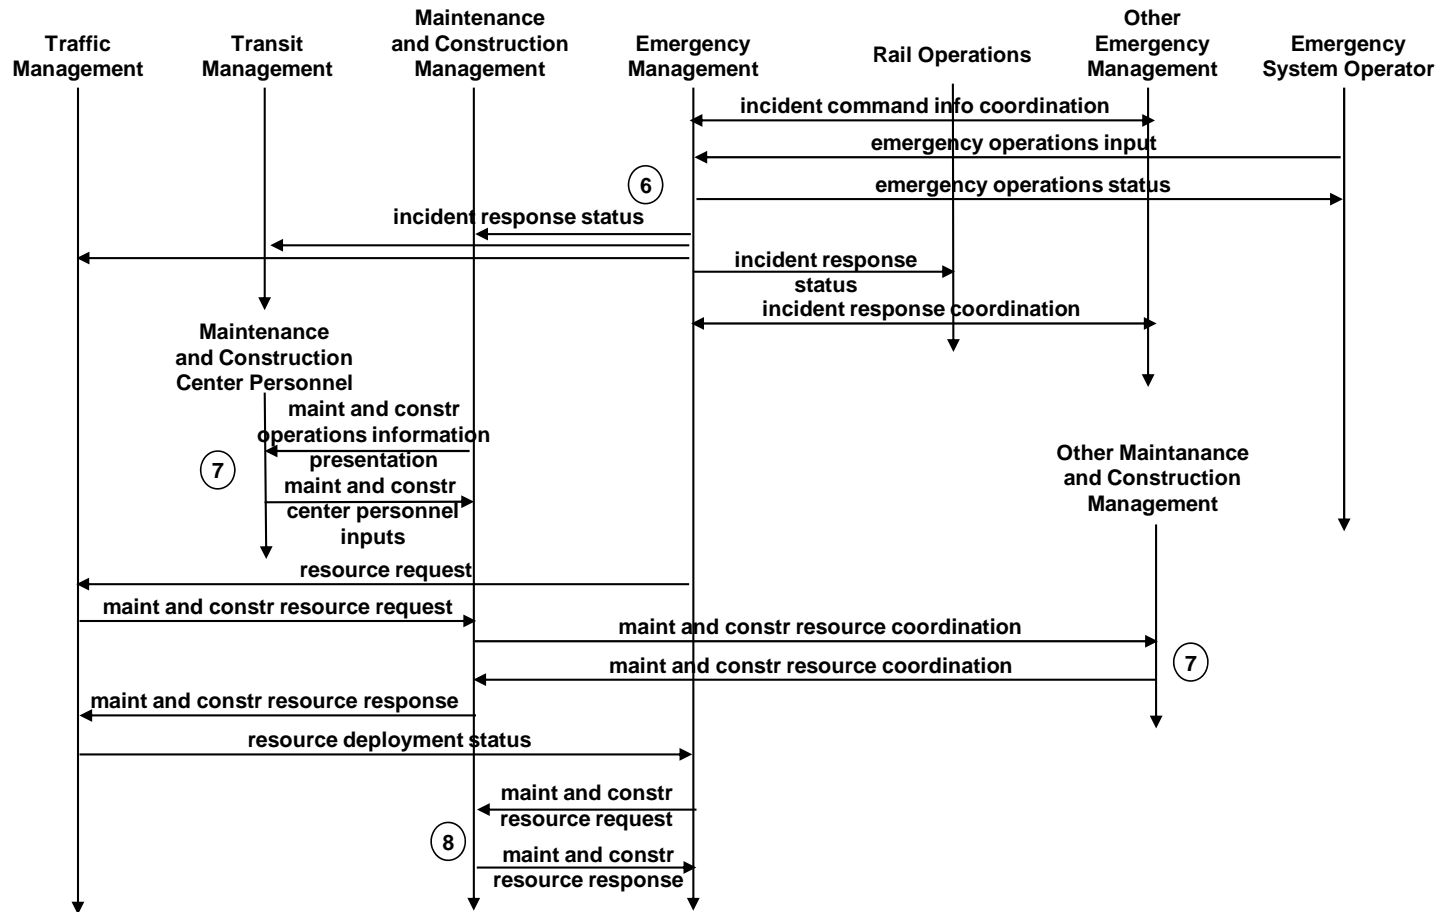 Traffic
Management
Transit
Management
Maintenance
and Construction
Management
Emergency
Management
Rail Operations
Other
Emergency
Management
Emergency
System Operator
incident command info coordination
emergency operations input
6
emergency operations status
incident response status
incident response
status
incident response coordination
Maintenance
and Construction
Center Personnel
maint and constr
operations information
presentation
7
maint and constr
center personnel
inputs
Other Maintanance
and Construction
Management
resource request
maint and constr resource request
maint and constr resource coordination
maint and constr resource coordination
7
maint and constr resource response
resource deployment status
maint and constr
resource request
8
maint and constr
resource response